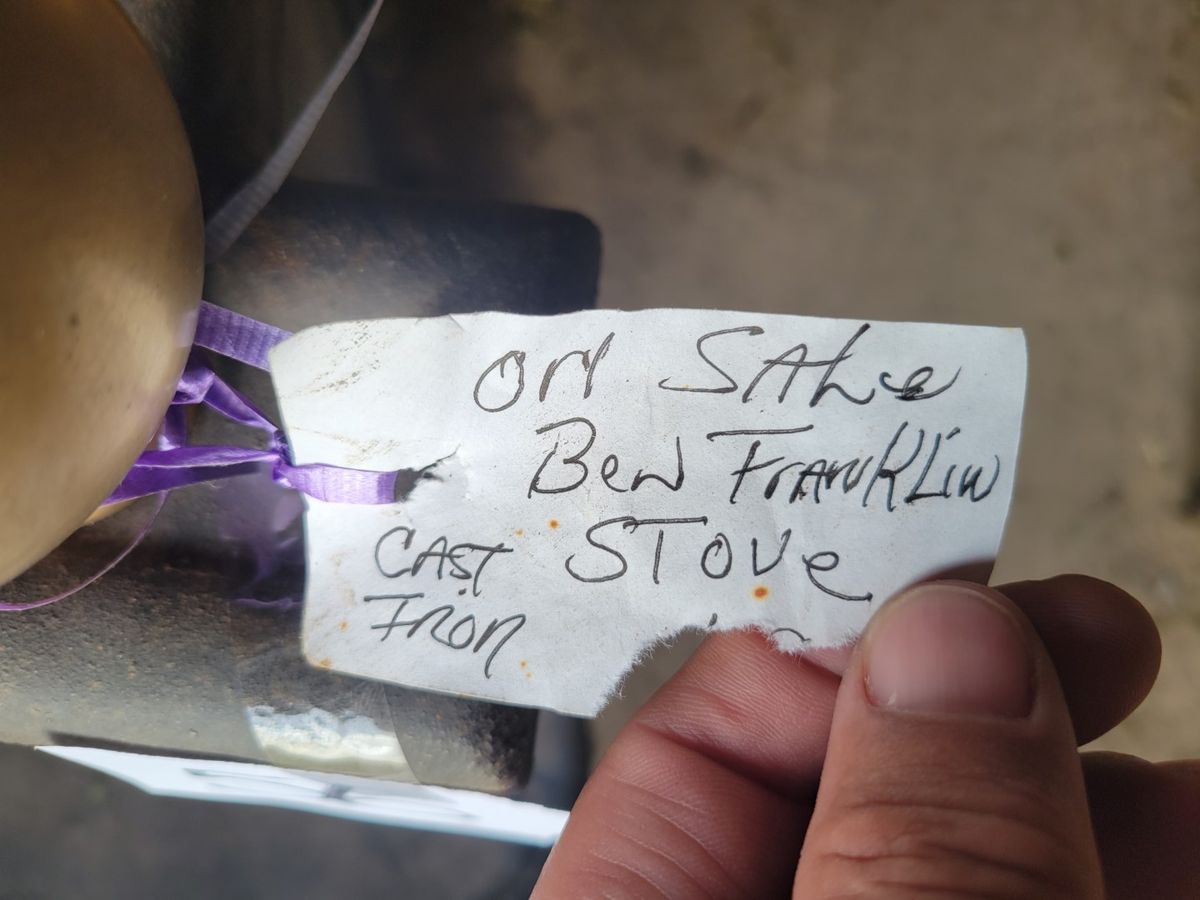 ON SALe
Ben FrANKLin
CAST STOVe
Iron